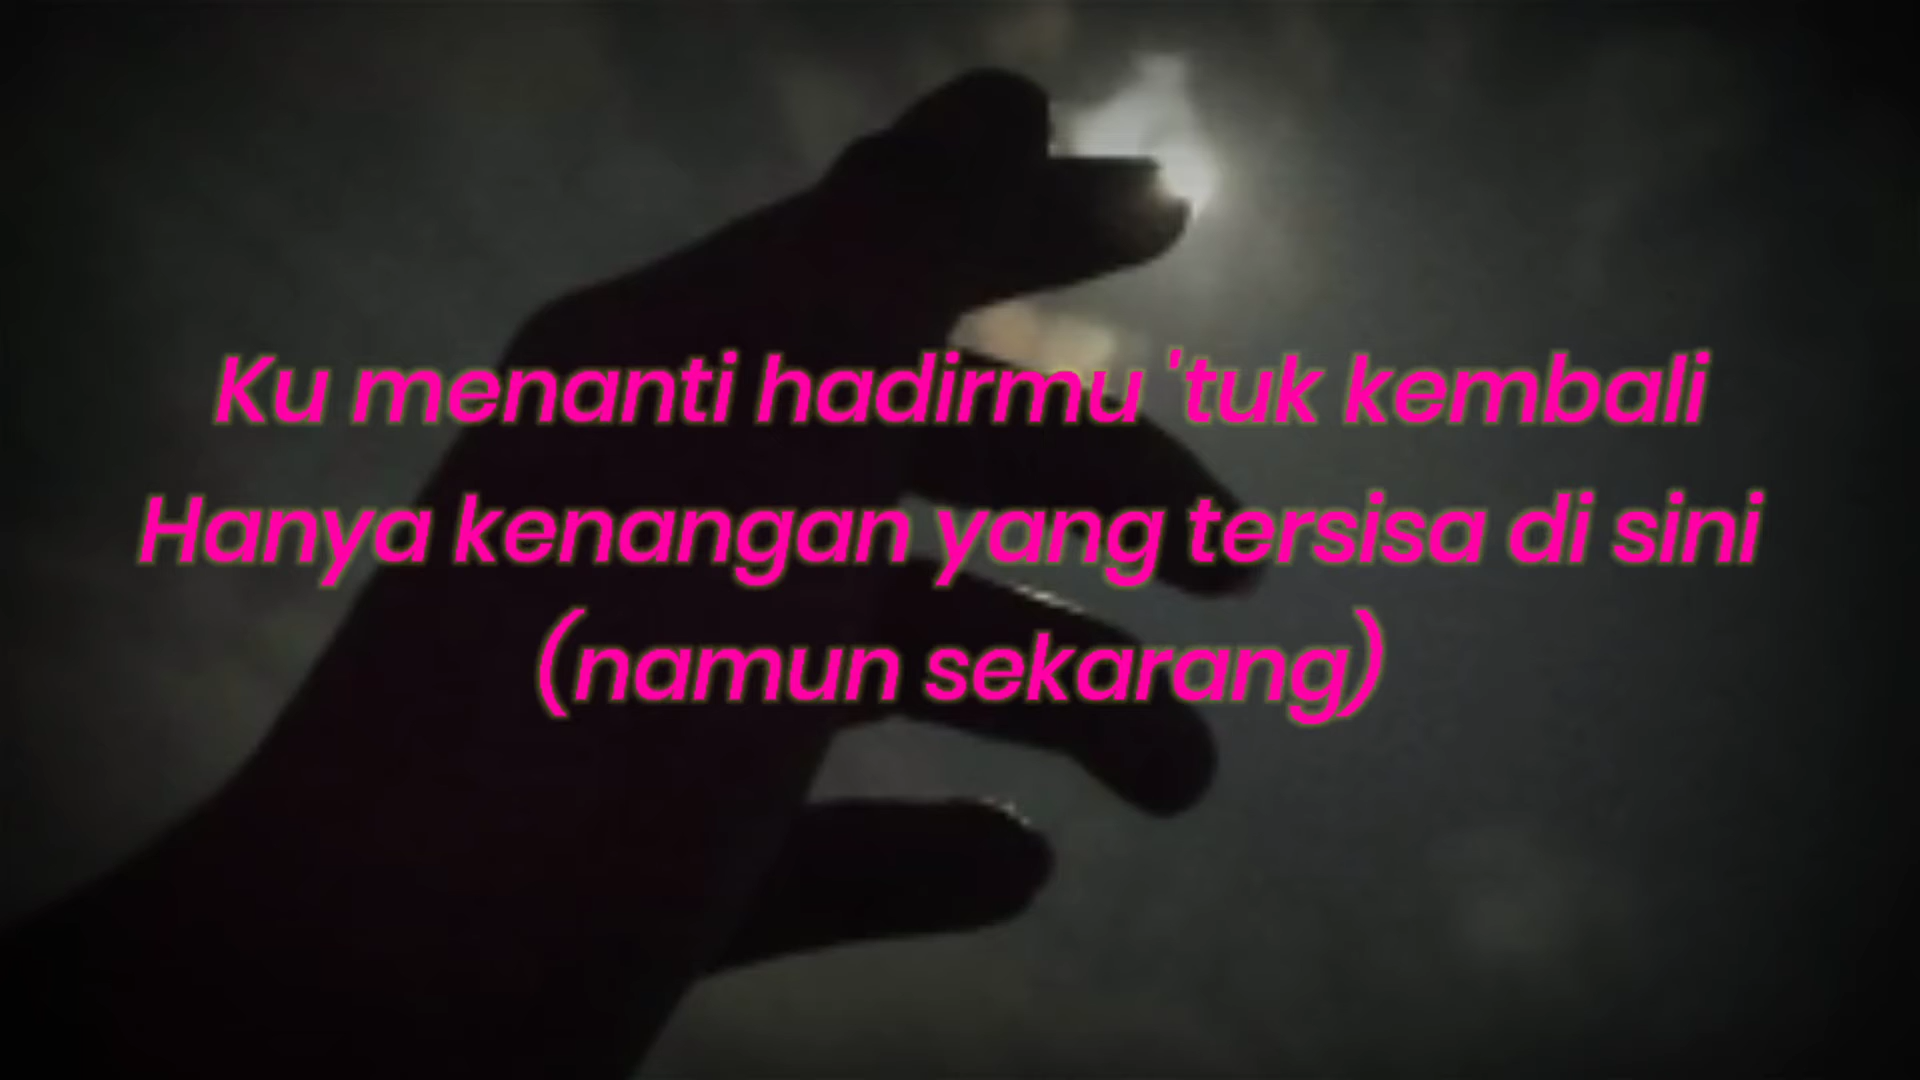 Ku menanti hadirmu 'tuk kembali
Hanya kenangan yang tersisa di sini
(namun sekarang)